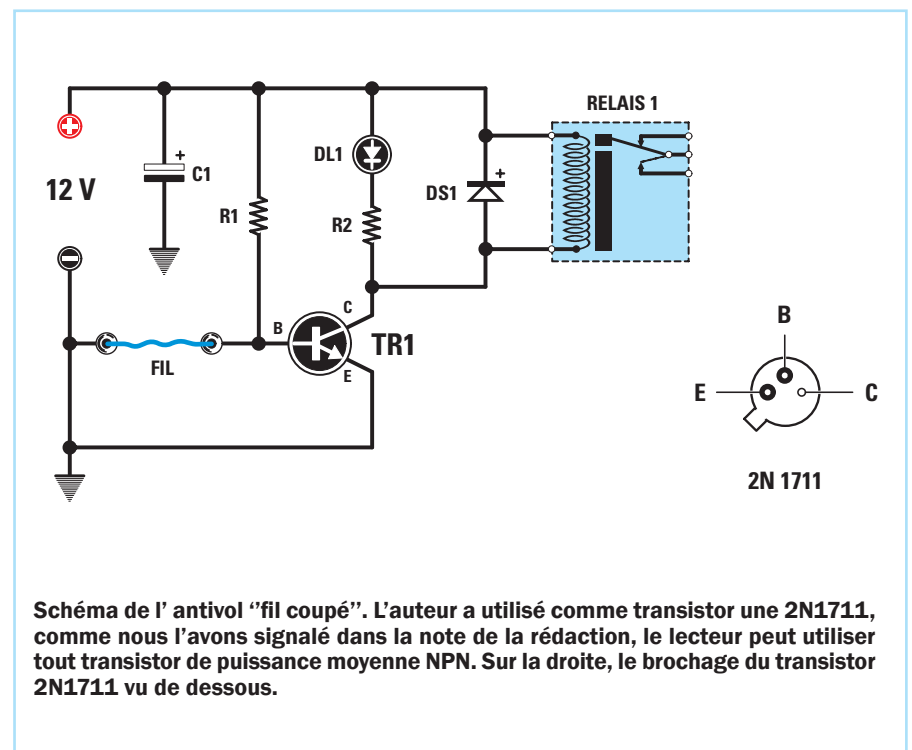 RELAIS 1
+
12 V
C1
R1
DL1
R2
DS1
+
B
C
E
TR1
FIL
B
E
C
2N 1711
Schéma de l' antivol ‘’fil coupé’’. L’auteur a utilisé comme transistor une 2N1711,
comme nous l’avons signalé dans la note de la rédaction, le lecteur peut utiliser
tout transistor de puissance moyenne NPN. Sur la droite, le brochage du transistor
2N1711 vu de dessous.